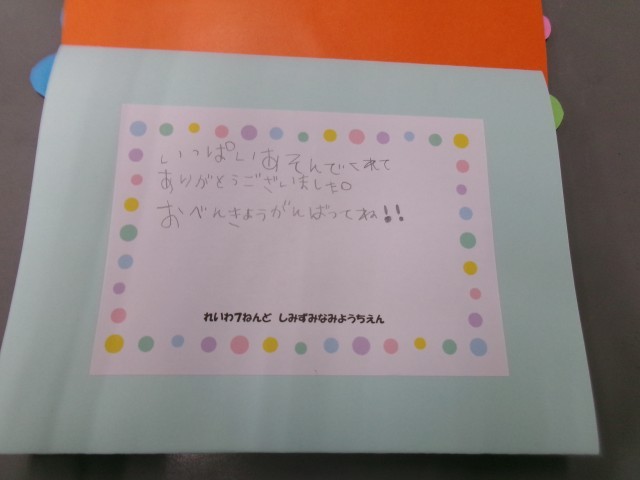 いっぱいあそんでくれて
ありがとうございました。
おべんきょうがんばってね!!
れいわ7ねんど しみずみなみようちえん